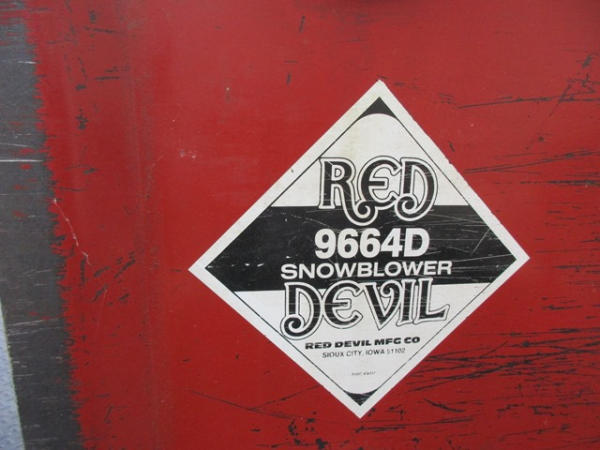 RED
9664D
SNOWBLOWER
DEVIL
RED DEVIL MFG CO
SIOUX CITY, IOWA 51102